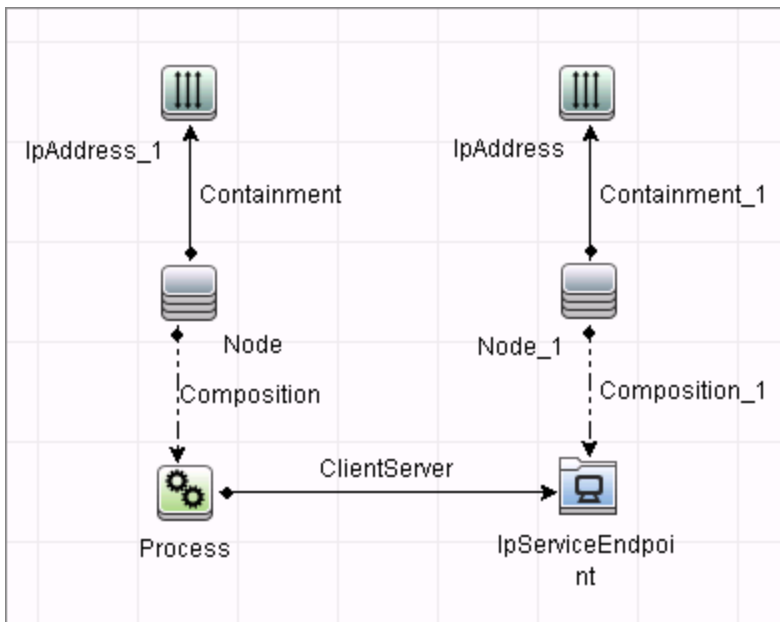 IpAddress_1
IpAddress
Containment
Containment_1
Node
Node_1
Composition
Composition_1
ClientServer
Process
IpServiceEndpoi
nt